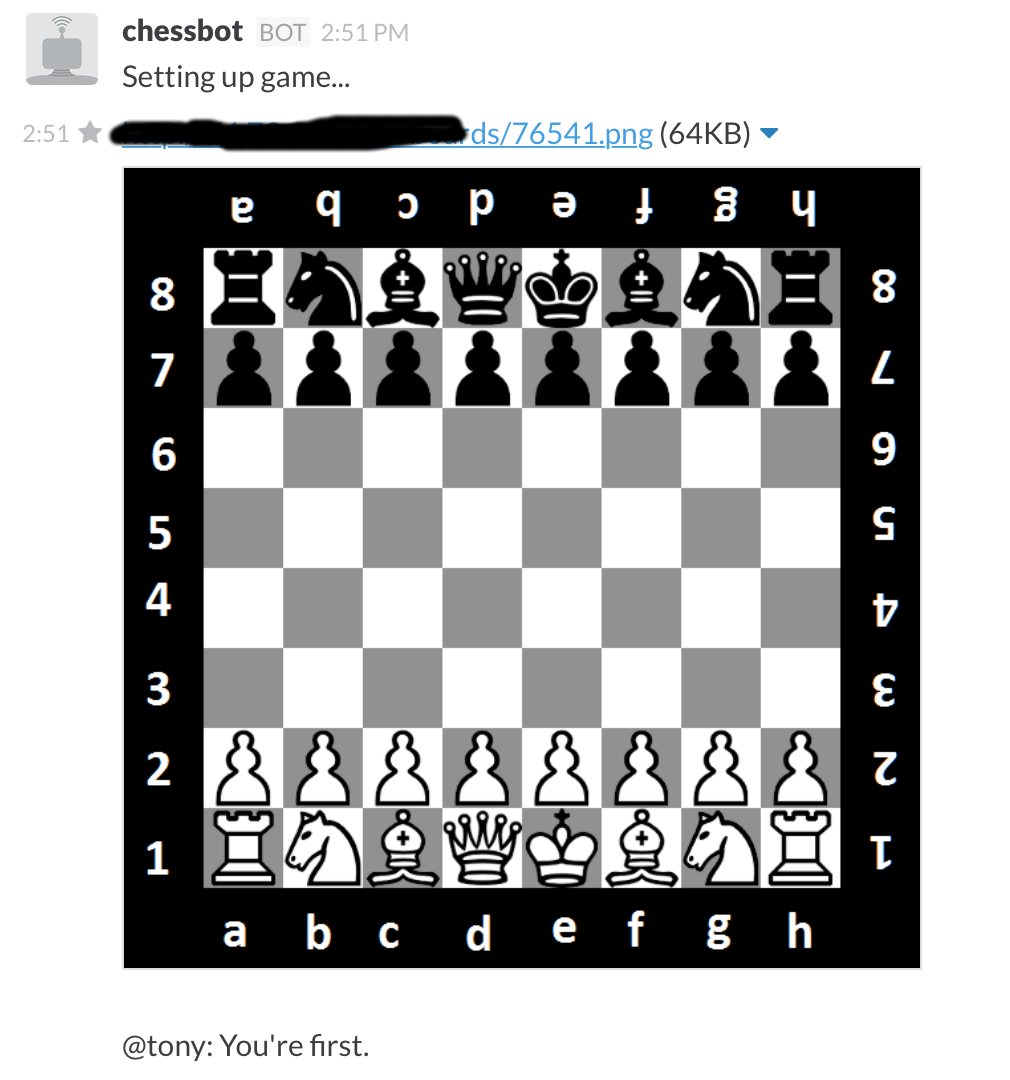 chessbot BOT 2:51 PM
Setting up game...
2:51 ds/76541.png (64KB)
a b c d e f g h
8 8
7 7
6 6
5 5
4 4
3 3
2 2
1 1
a b c d e f g h
@tony: You're first.